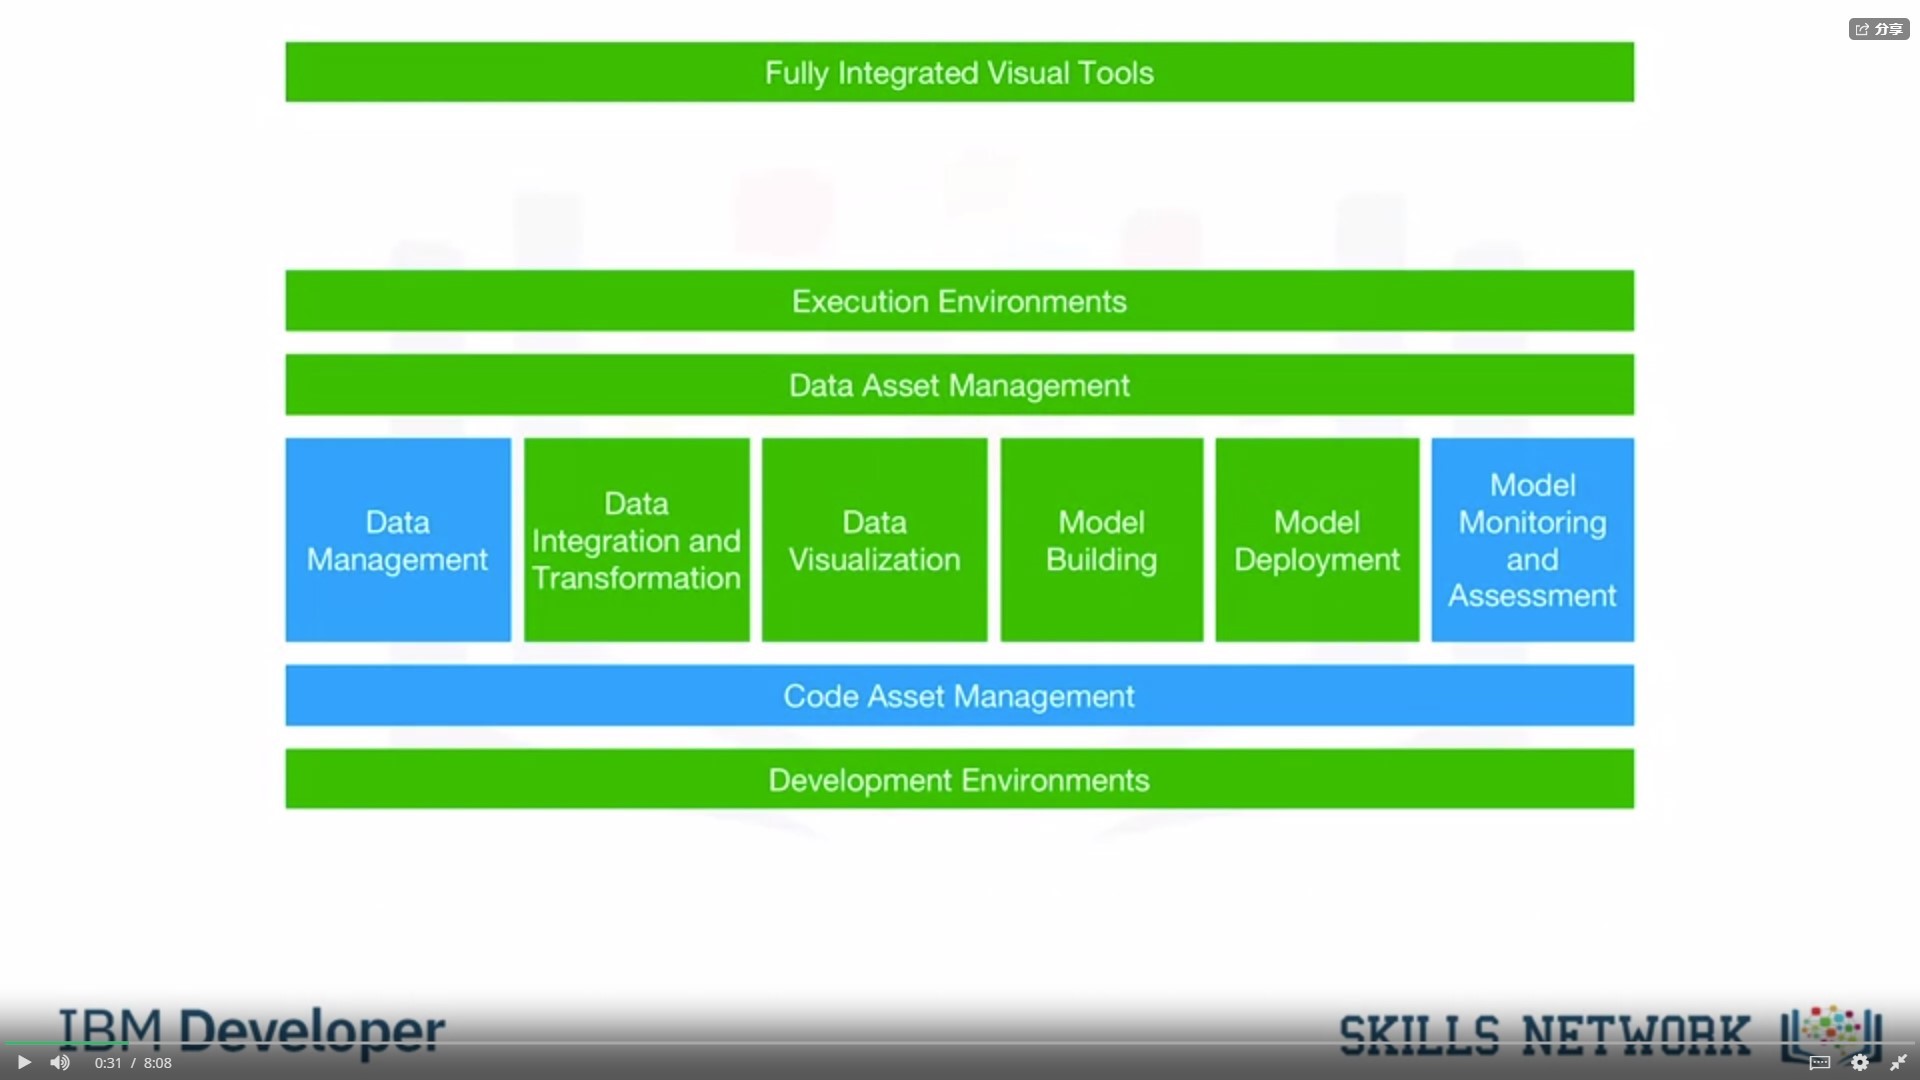 分享
Fully Integrated Visual Tools
Execution Environments
Data Asset Management
Data
Management
Data
Integration and
Transformation
Data
Visualization
Model
Building
Model
Deployment
Model
Monitoring
and
Assessment
Code Asset Management
Development Environments
IBM Developer
SKILLS NETWORK
0:31 / 8:08